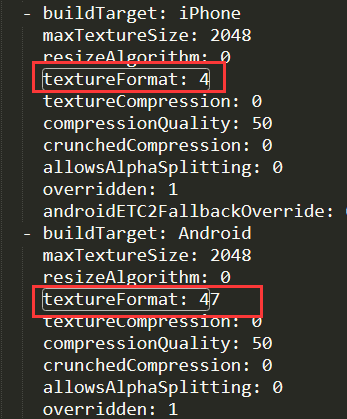 - buildTarget: iPhone
maxTextureSize: 2048
resizeAlgorithm: 0
textureFormat: 4
textureCompression: 0
compressionQuality: 50
crunchedCompression: 0
allowsAlphaSplitting: 0
overridden: 1
androidETC2FallbackOverride:
- buildTarget: Android
maxTextureSize: 2048
resizeAlgorithm: 0
textureFormat: 47
textureCompression: 0
compressionQuality: 50
crunchedCompression: 0
allowsAlphaSplitting: 0
overridden: 1